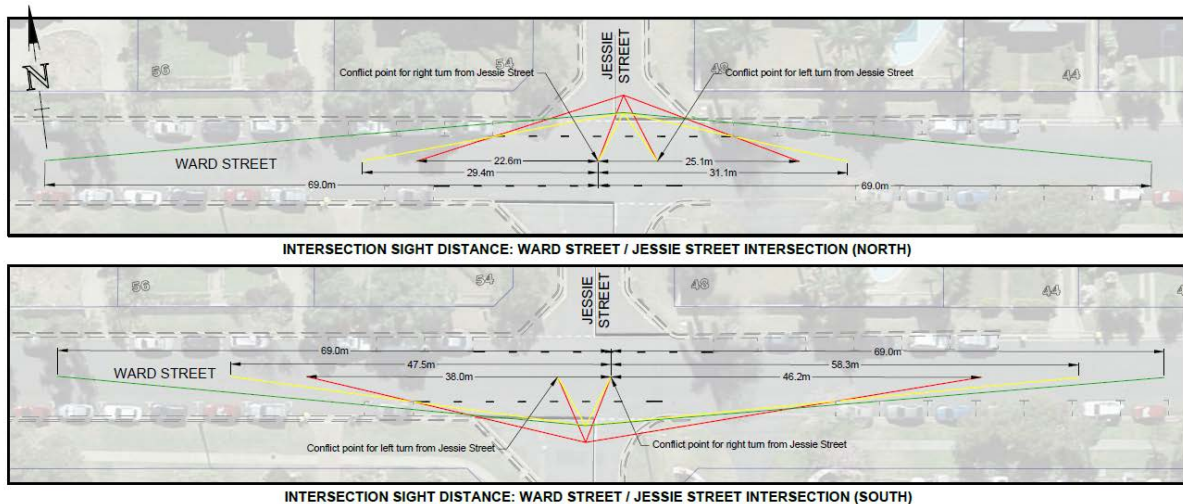 N
56
54
JESSIE
STREET
48
44
Conflict point for right turn from Jessie Street
Conflict point for left turn from Jessie Street
WARD STREET
22.6m
25.1m
29.4m
31.1m
69.0m
69.0m
INTERSECTION SIGHT DISTANCE: WARD STREET / JESSIE STREET INTERSECTION (NORTH)
56
54
JESSIE
STREET
48
44
69.0m
69.0m
47.5m
58.3m
WARD STREET
38.0m
46.2m
Conflict point for left turn from Jessie Street
Conflict point for right turn from Jessie Street
INTERSECTION SIGHT DISTANCE: WARD STREET / JESSIE STREET INTERSECTION (SOUTH)